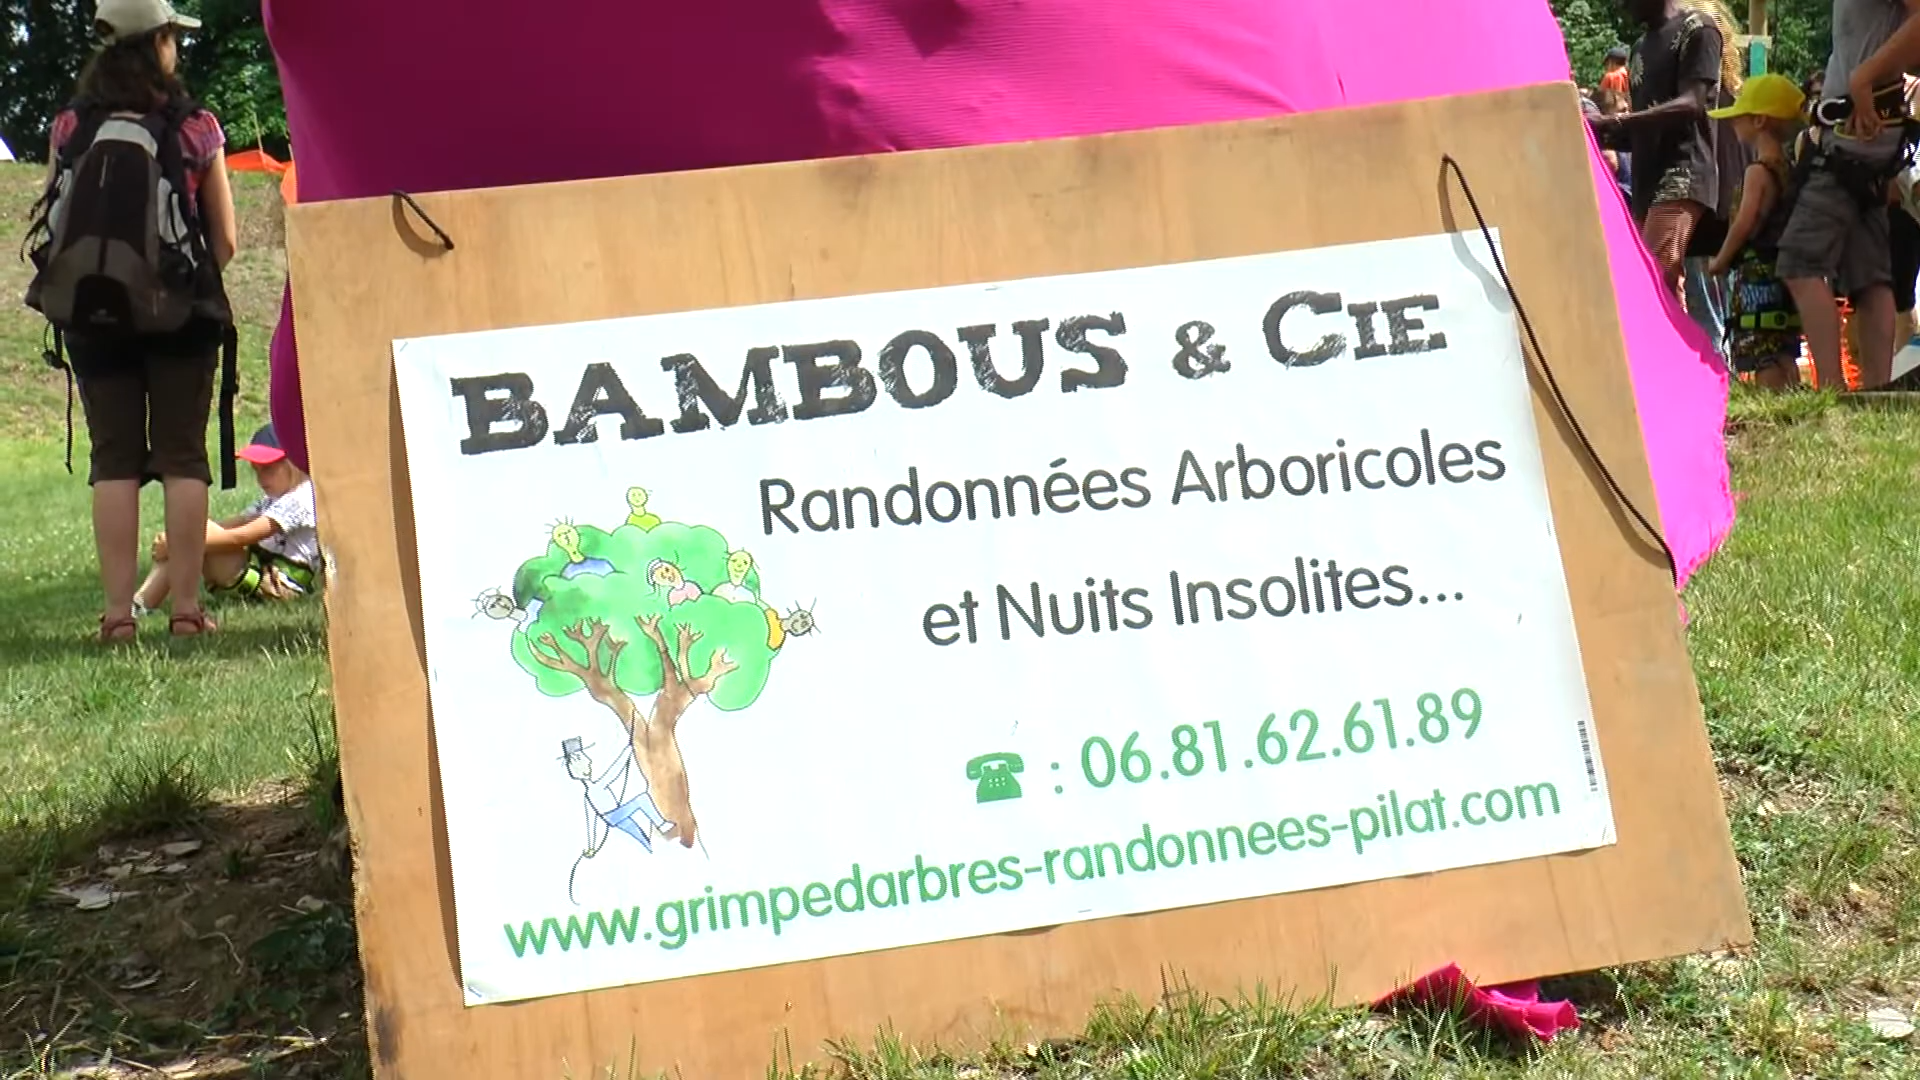 BAMBOUS & CIE
Randonnées Arboricoles
et Nuits Insolites...
☎ : 06.81.62.61.89
www.grimpedarbres-randonnees-pilat.com